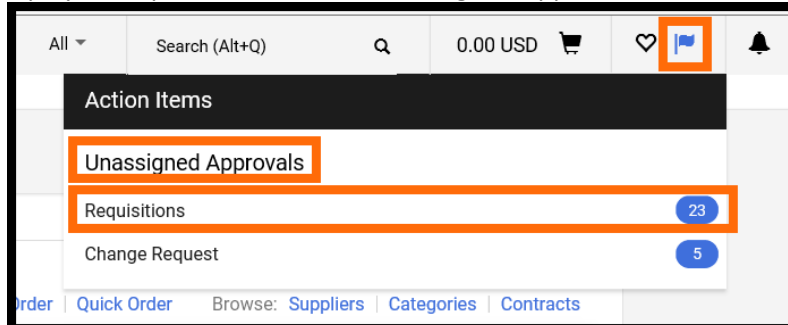 All Search (Alt+Q) 0.00 USD
Action Items
Unassigned Approvals
Requisitions 23
Change Request 5
Order | Quick Order Browse: Suppliers | Categories | Contracts